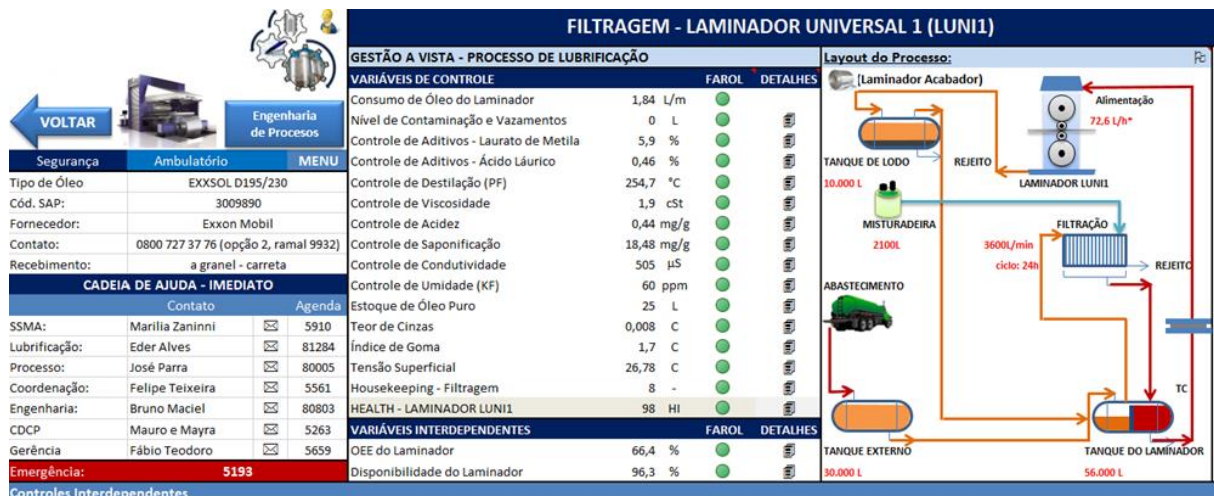 FILTRAGEM - LAMINADOR UNIVERSAL 1 (LUNI1)
VOLTAR
Engenharia
de Procesos
Segurança Ambulatório MENU
Tipo de Óleo EXXSOL D195/230
Cód. SAP: 3009890
Fornecedor: Exxon Mobil
Contato: 0800 727 37 76 (opção 2, ramal 9932)
Recebimento: a granel - carreta
CADEIA DE AJUDA - IMEDIATO
Contato Agenda
SSMA: Marilia Zaninni 5910
Lubrificação: Eder Alves 81284
Processo: José Parra 80005
Coordenação: Felipe Teixeira 5561
Engenharia: Bruno Maciel 80803
CDCP Mauro e Mayra 5263
Gerência Fábio Teodoro 5659
Emergência: 5193
Controles Interdependentes
GESTÃO A VISTA - PROCESSO DE LUBRIFICAÇÃO
VARIÁVEIS DE CONTROLE FAROL DETALHES
Consumo de Óleo do Laminador 1,84 L/m
Nível de Contaminação e Vazamentos 0 L
Controle de Aditivos - Laurato de Metila 5,9 %
Controle de Aditivos - Ácido Láurico 0,46 %
Controle de Destilação (PF) 254,7 °C
Controle de Viscosidade 1,9 cSt
Controle de Acidez 0,44 mg/g
Controle de Saponificação 18,48 mg/g
Controle de Condutividade 505 µS
Controle de Umidade (KF) 60 ppm
Estoque de Óleo Puro 25 L
Teor de Cinzas 0,008 C
Índice de Goma 1,7 C
Tensão Superficial 26,78 C
Housekeeping - Filtragem 8 -
HEALTH - LAMINADOR LUNI1 98 HI
VARIÁVEIS INTERDEPENDENTES FAROL DETALHES
OEE do Laminador 66,4 %
Disponibilidade do Laminador 96,3 %
Layout do Processo:
(Laminador Acabador)
Alimentação
72,6 L/h*
TANQUE DE LODO REJEITO
10.000 L
LAMINADOR LUNI1
MISTURADEIRA
2100L
FILTRAÇÃO
3600L/min
ciclo: 24h
REJEITO
ABASTECIMENTO
TC
TANQUE EXTERNO
30.000 L
TANQUE DO LAMINADOR
56.000 L